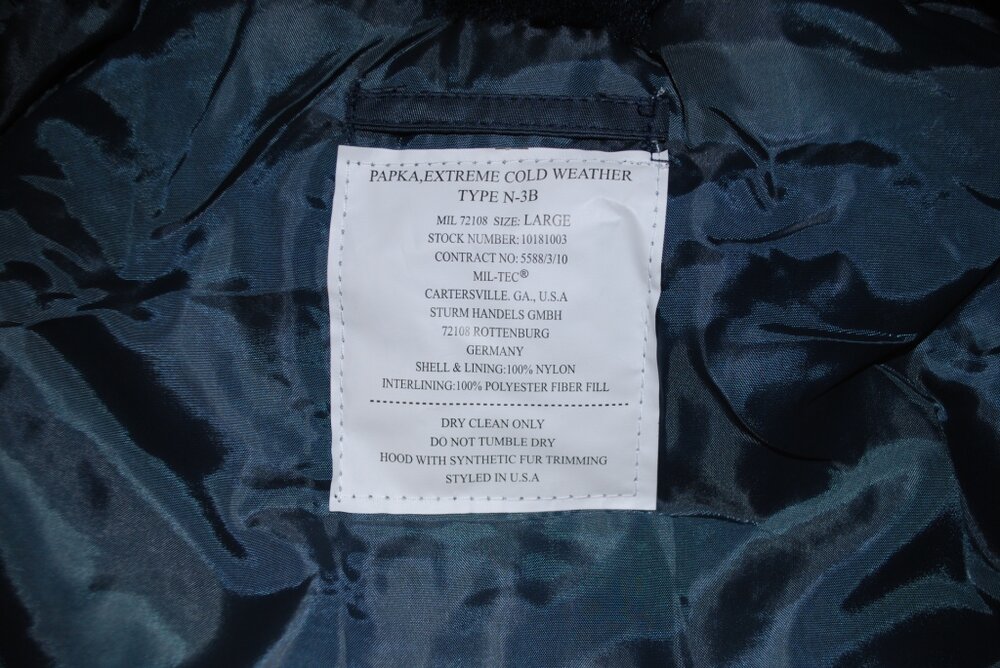 PAPKA,EXTREME COLD WEATHER
TYPE N-3B
MIL 72108 SIZE: LARGE
STOCK NUMBER: 10181003
CONTRACT NO: 5588/3/10
MIL-TEC®
CARTERSVILLE. GA., U.S.A
STURM HANDELS GMBH
72108 ROTTENBURG
GERMANY
SHELL & LINING:100% NYLON
INTERLINING:100% POLYESTER FIBER FILL
DRY CLEAN ONLY
DO NOT TUMBLE DRY
HOOD WITH SYNTHETIC FUR TRIMMING
STYLED IN U.S.A